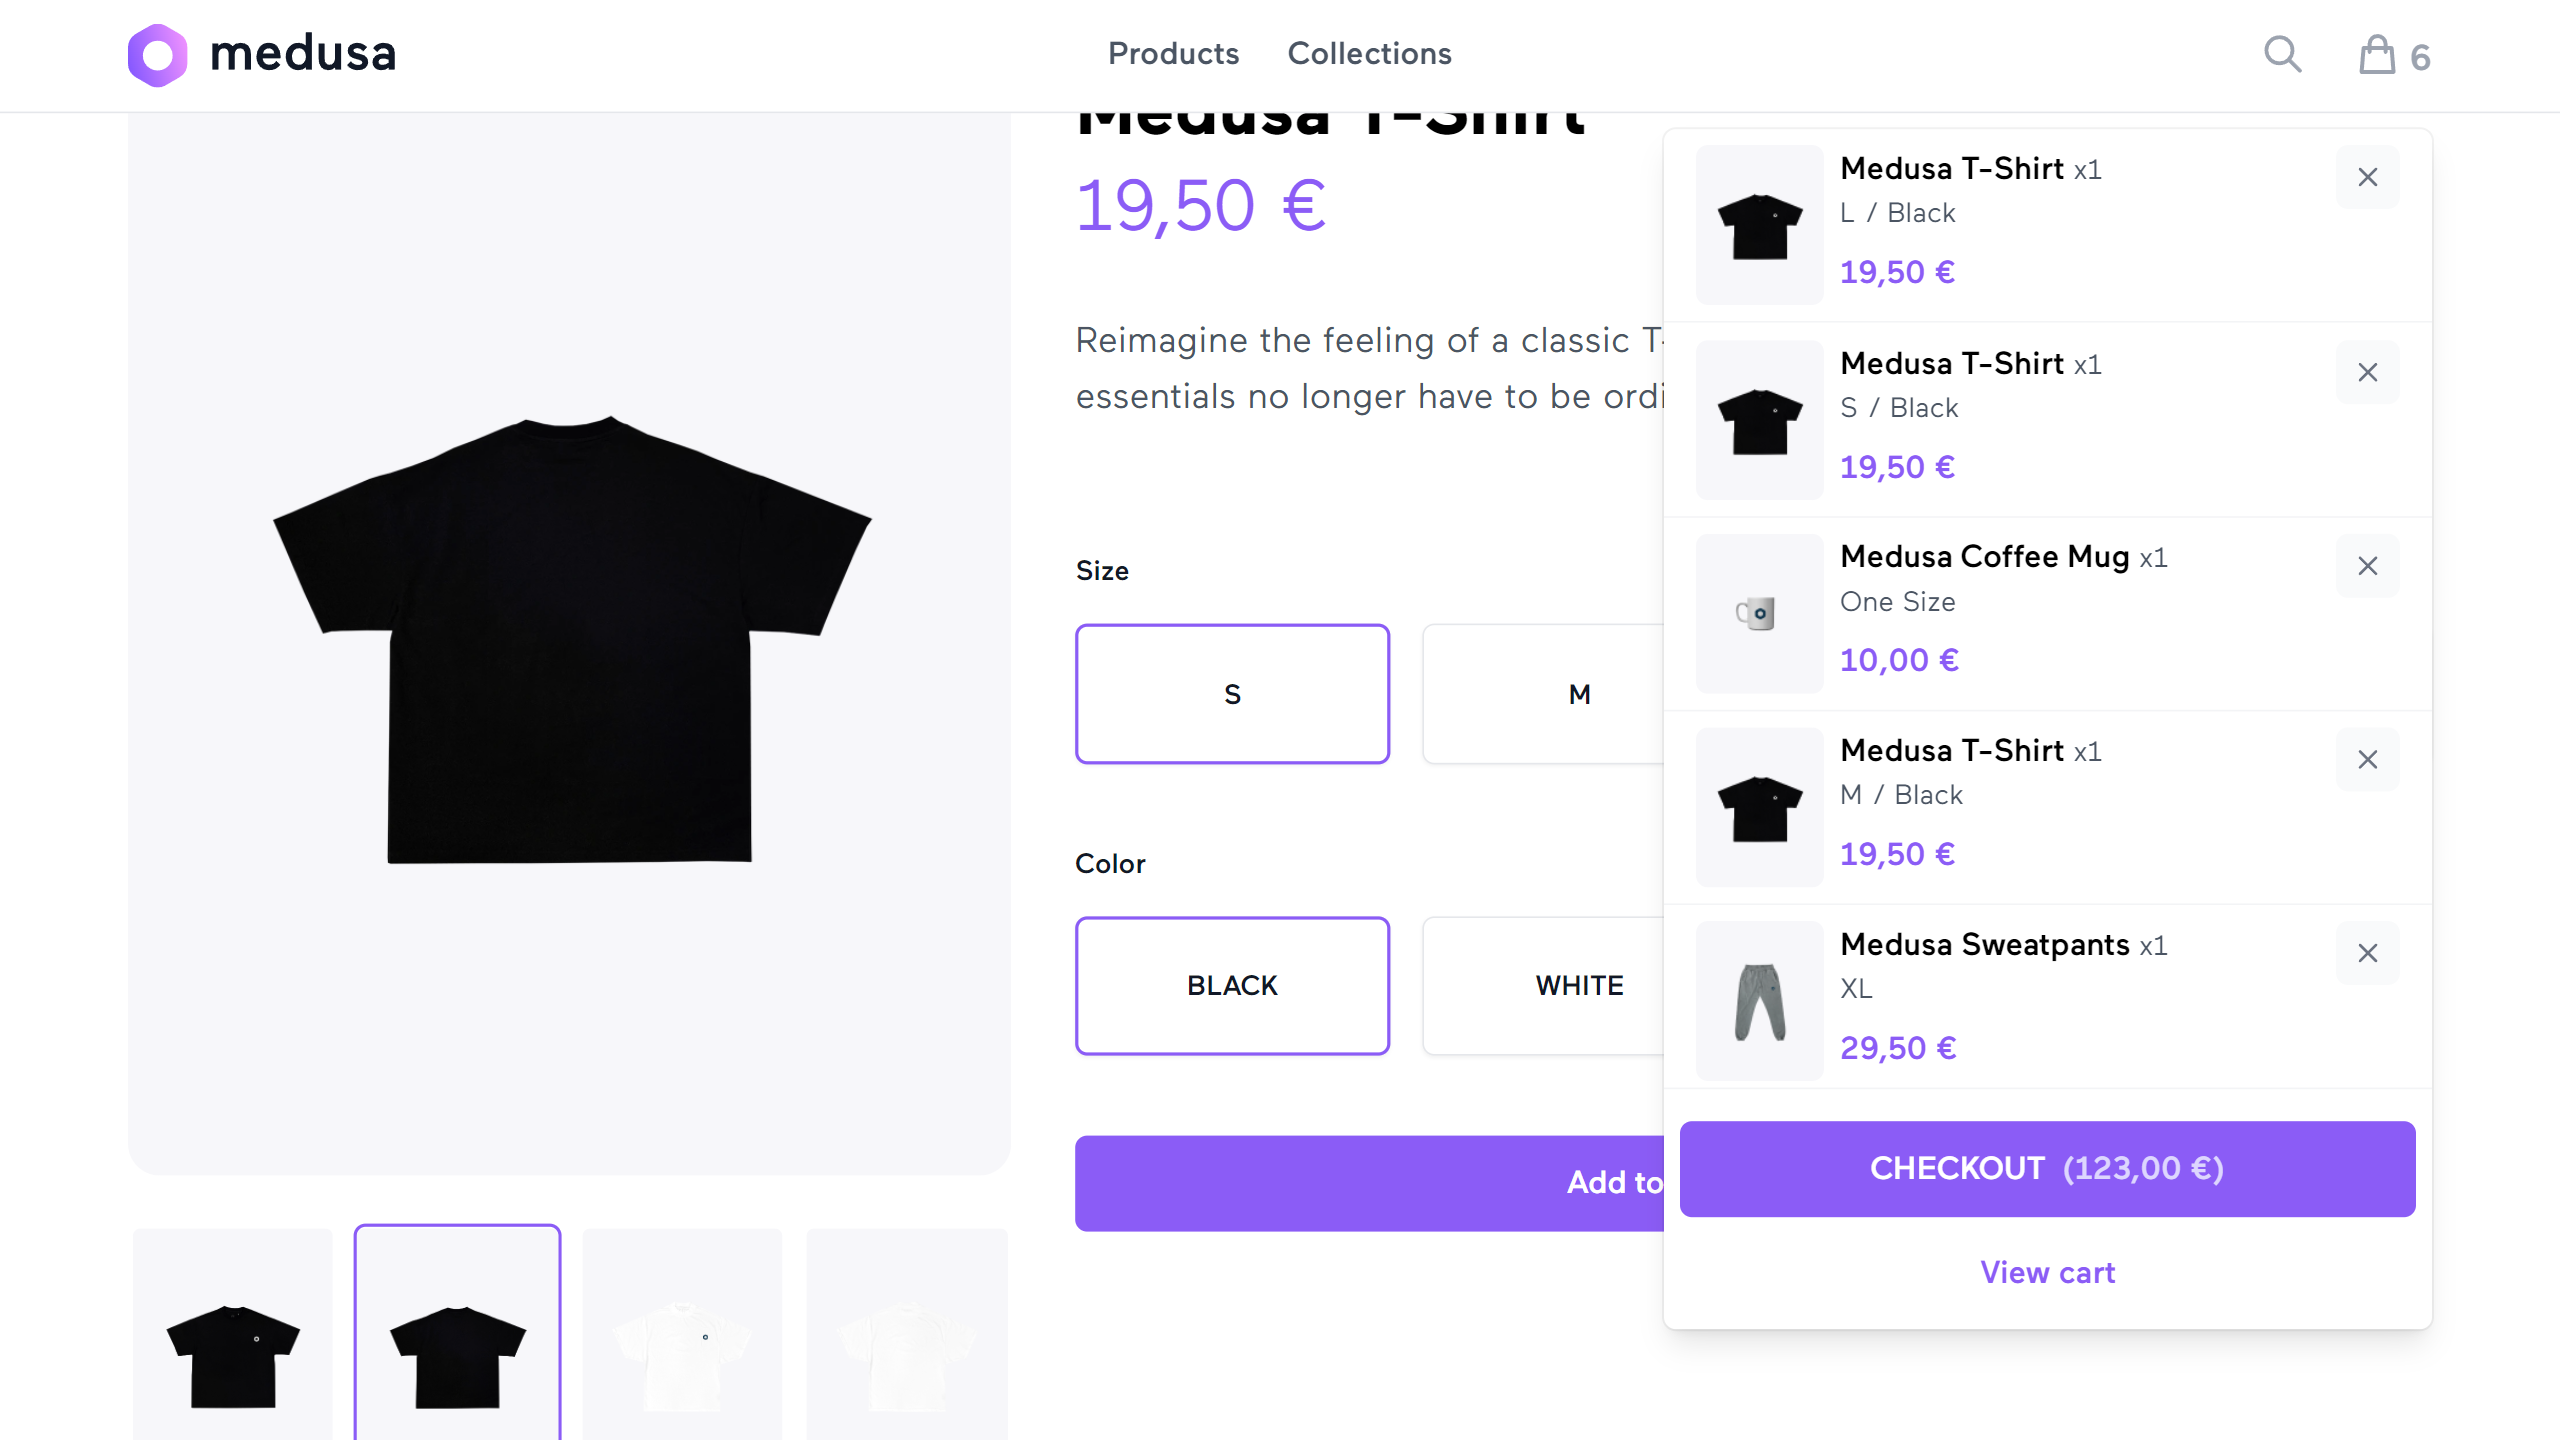 medusa
Products
Collections
6
Medusa T-Shirt
19,50 €
Reimagine the feeling of a classic T-
essentials no longer have to be ordi
Size
S
M
Color
BLACK
WHITE
Add to
Medusa T-Shirt x1
L / Black
19,50 €
Medusa T-Shirt x1
S / Black
19,50 €
Medusa Coffee Mug x1
One Size
10,00 €
Medusa T-Shirt x1
M / Black
19,50 €
Medusa Sweatpants x1
XL
29,50 €
CHECKOUT (123,00 €)
View cart